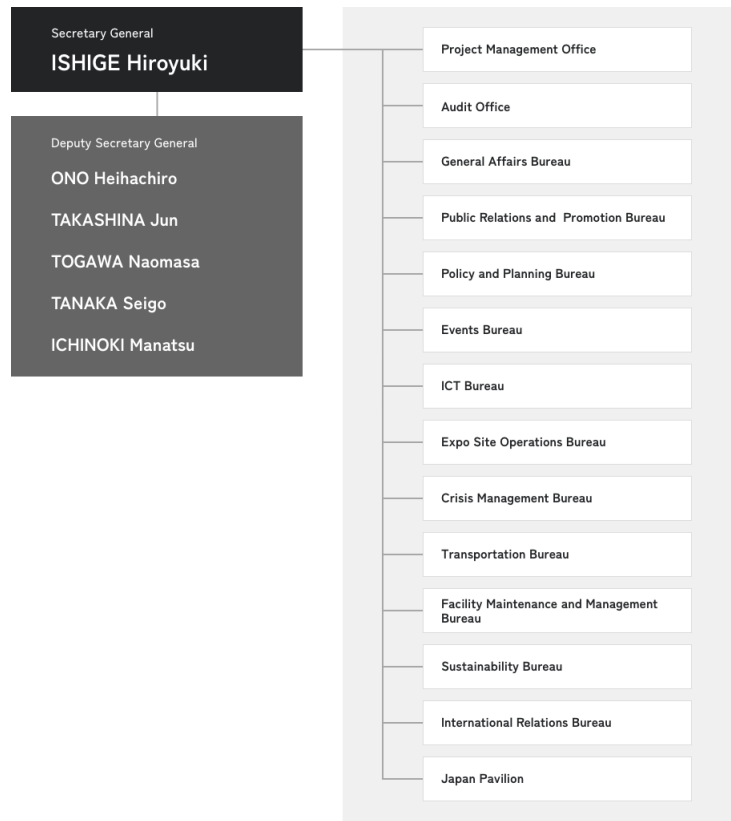 Secretary General
ISHIGE Hiroyuki
Deputy Secretary General
ONO Heihachiro
TAKASHINA Jun
TOGAWA Naomasa
TANAKA Seigo
ICHINOKI Manatsu
Project Management Office
Audit Office
General Affairs Bureau
Public Relations and  Promotion Bureau
Policy and Planning Bureau
Events Bureau
ICT Bureau
Expo Site Operations Bureau
Crisis Management Bureau
Transportation Bureau
Facility Maintenance and Management
Bureau
Sustainability Bureau
International Relations Bureau
Japan Pavilion